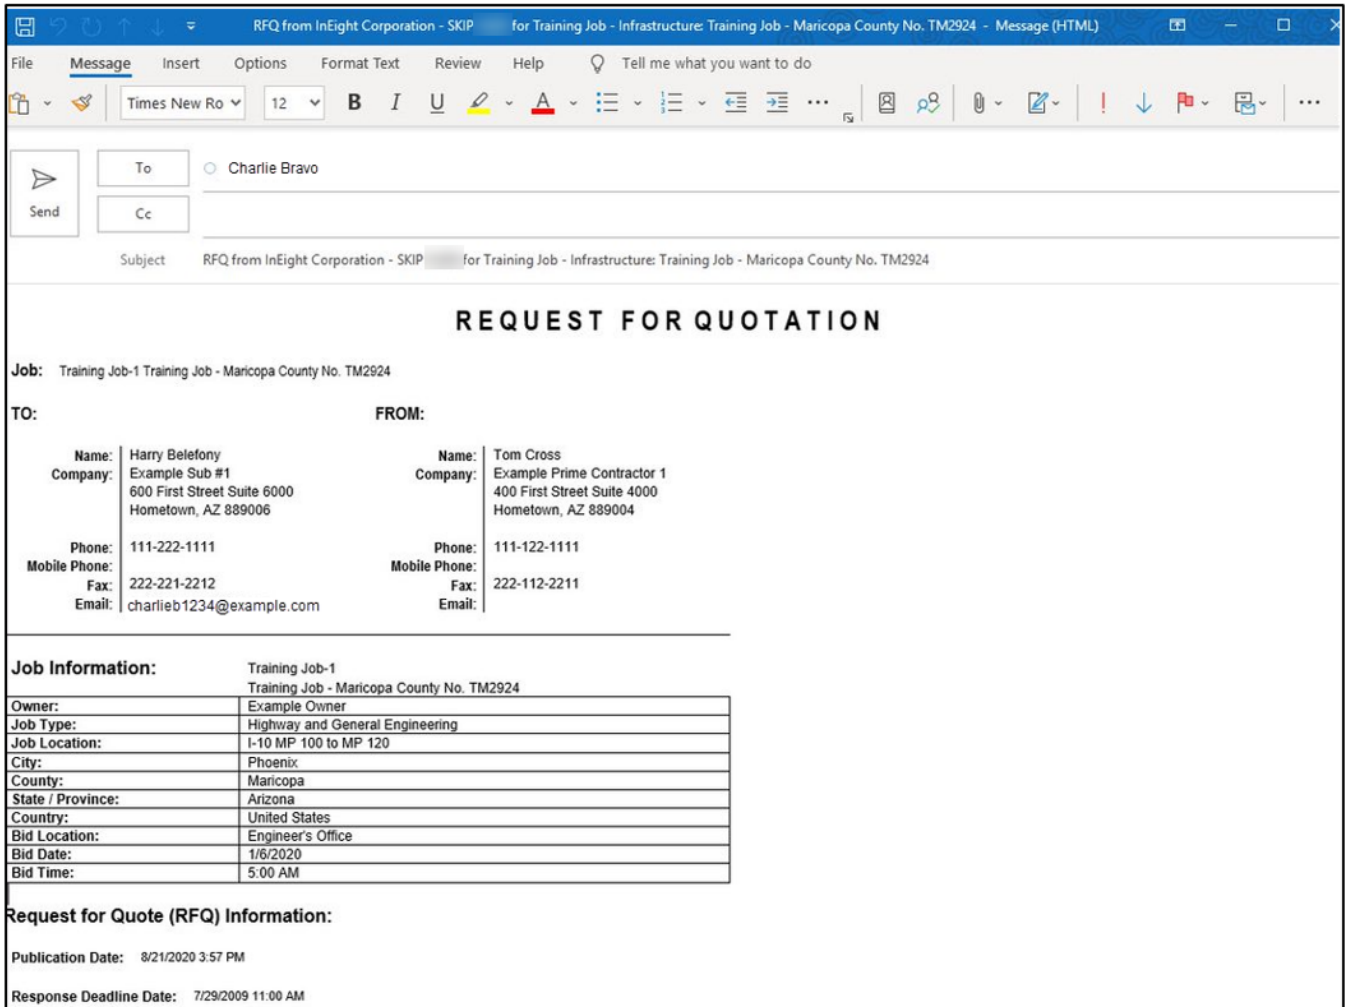 RFQ from InEight Corporation - SKIP for Training Job - Infrastructure: Training Job - Maricopa County No. TM2924 - Message (HTML)
File Message Insert Options Format Text Review Help Tell me what you want to do
Times New Ro 12 B I U A
To Charlie Bravo
Send
Cc
Subject RFQ from InEight Corporation - SKIP for Training Job - Infrastructure: Training Job - Maricopa County No. TM2924
REQUEST FOR QUOTATION
Job: Training Job-1 Training Job - Maricopa County No. TM2924
TO: FROM:
Name: Harry Belefony Name: Tom Cross
Company: Example Sub #1 Company: Example Prime Contractor 1
600 First Street Suite 6000 400 First Street Suite 4000
Hometown, AZ 889006 Hometown, AZ 889004
Phone: 111-222-1111 Phone: 111-122-1111
Mobile Phone: Mobile Phone:
Fax: 222-221-2212 Fax: 222-112-2211
Email: charlieb1234@example.com Email:
Job Information: Training Job-1
Training Job - Maricopa County No. TM2924
Owner: Example Owner
Job Type: Highway and General Engineering
Job Location: I-10 MP 100 to MP 120
City: Phoenix
County: Maricopa
State / Province: Arizona
Country: United States
Bid Location: Engineer's Office
Bid Date: 1/6/2020
Bid Time: 5:00 AM
Request for Quote (RFQ) Information:
Publication Date: 8/21/2020 3:57 PM
Response Deadline Date: 7/29/2009 11:00 AM